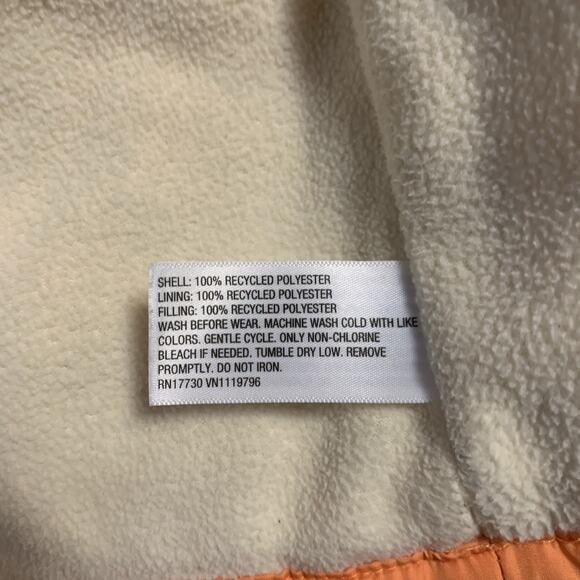 SHELL: 100% RECYCLED POLYESTER
LINING: 100% RECYCLED POLYESTER
FILLING: 100% RECYCLED POLYESTER
WASH BEFORE WEAR. MACHINE WASH COLD WITH LIKE
COLORS. GENTLE CYCLE. ONLY NON-CHLORINE
BLEACH IF NEEDED. TUMBLE DRY LOW. REMOVE
PROMPTLY. DO NOT IRON.
RN17730 VN1119796